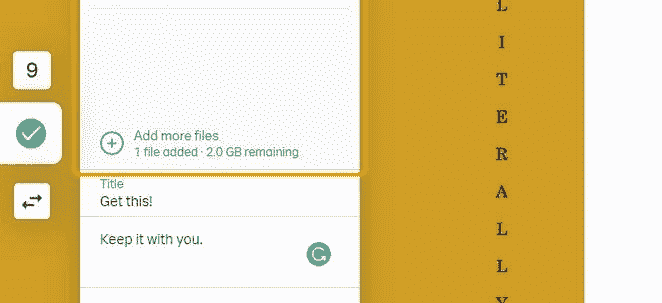 9
Add more files
1 file added · 2.0 GB remaining
Title
Get this!
Keep it with you.
L
I
T
E
R
A
L
L
Y